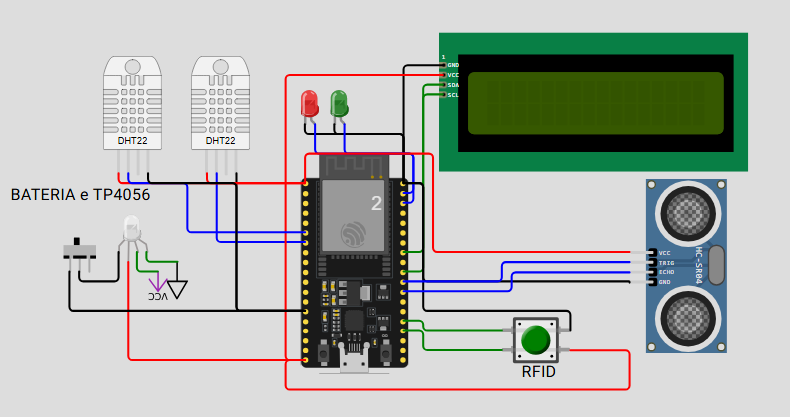 1
GND
VCC
SDA
SCL
DHT22
DHT22
BATERIA e TP4056
2
VCC
VCC
TRIG
ECHO
GND
HC-SR04
RFID